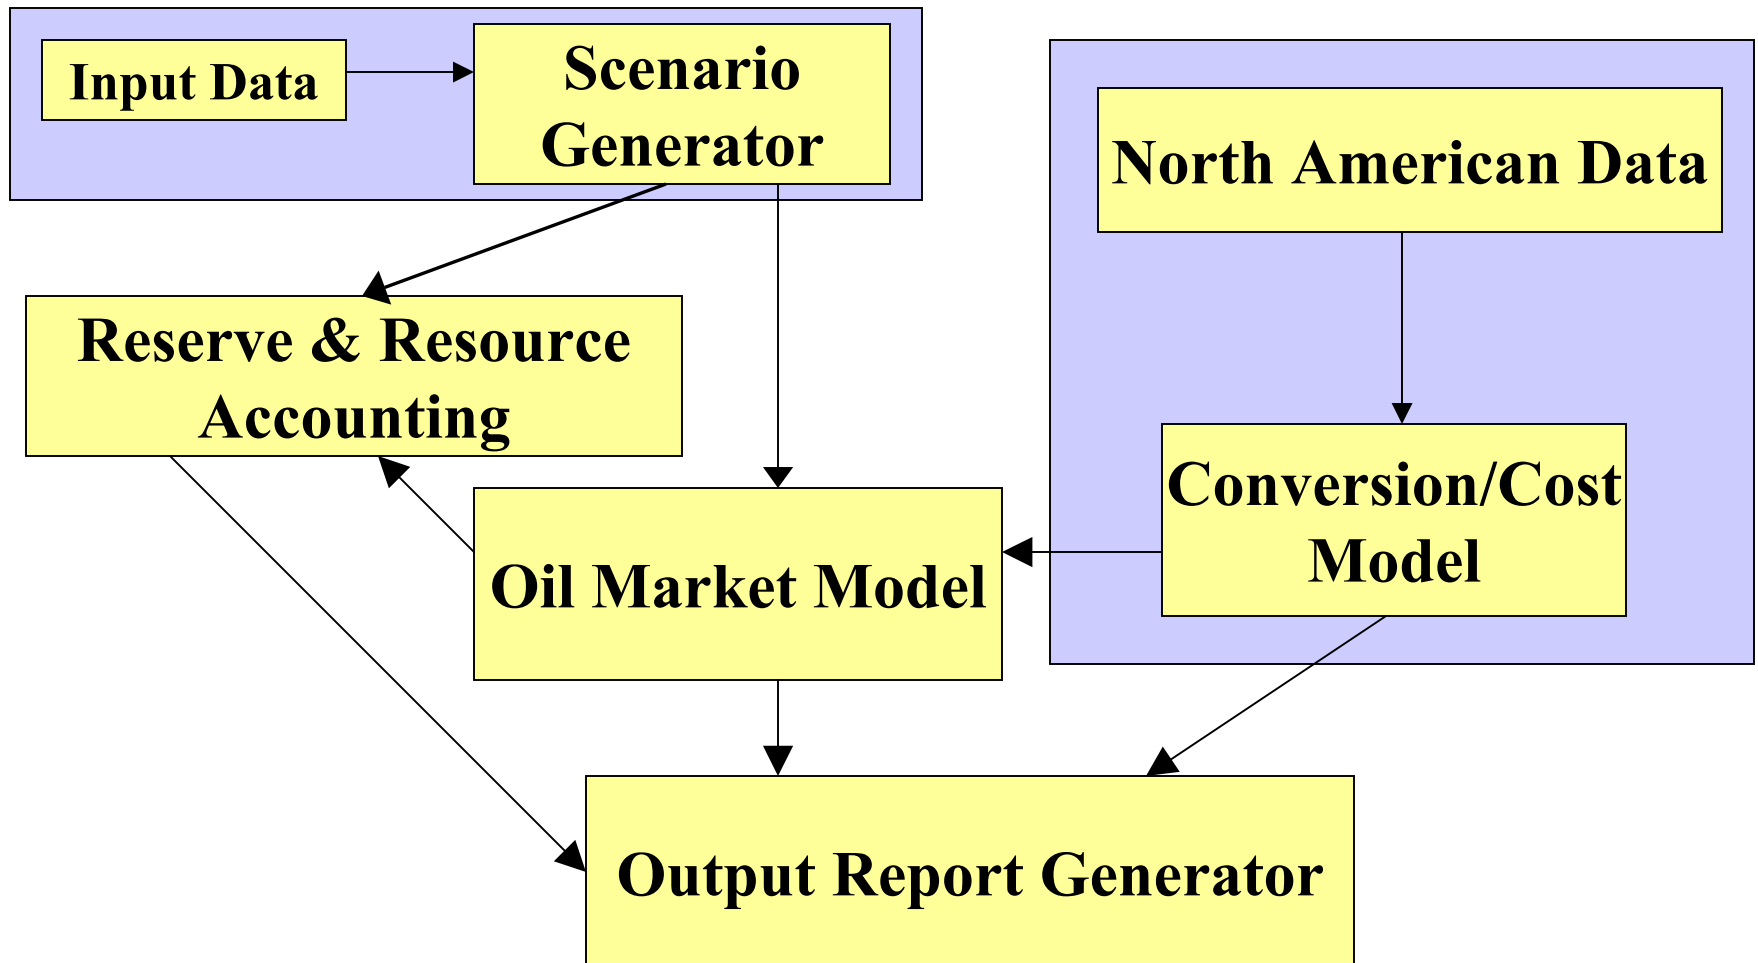 Input Data
Scenario
Generator
North American Data
Reserve & Resource
Accounting
Conversion/Cost
Model
Oil Market Model
Output Report Generator